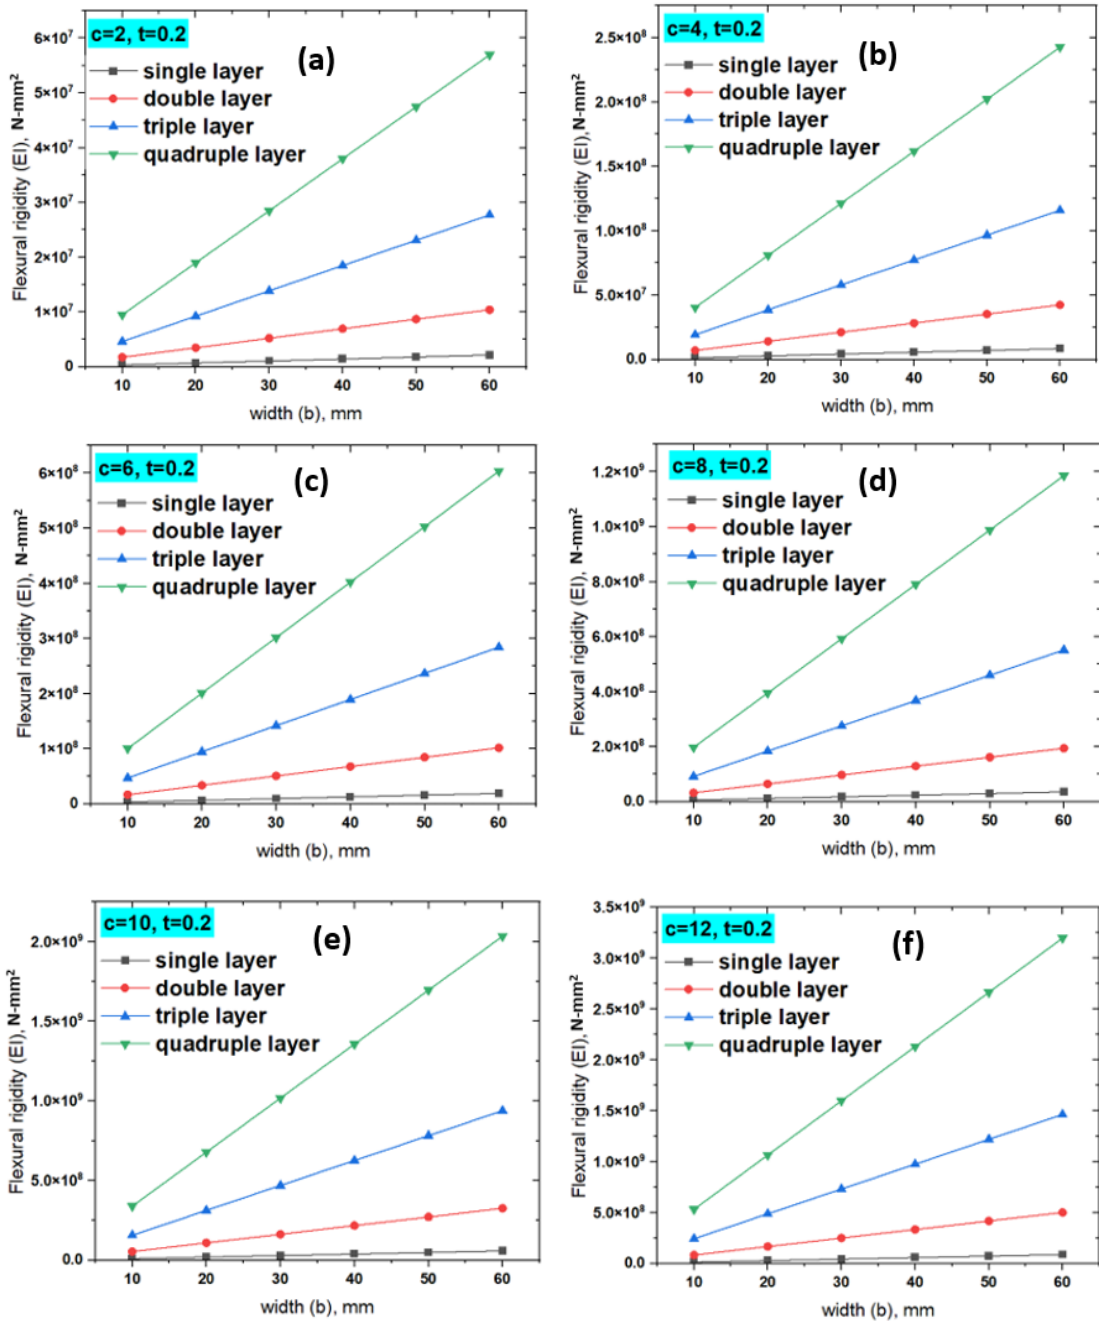 c=2, t=0.2
(a)
single layer
double layer
triple layer
quadruple layer
Flexural rigidity (EI), N-mm²
6×10⁷
5×10⁷
4×10⁷
3×10⁷
2×10⁷
1×10⁷
0
10 20 30 40 50 60
width (b), mm
c=4, t=0.2
(b)
single layer
double layer
triple layer
quadruple layer
Flexural rigidity (EI), N-mm²
2.5×10⁸
2.0×10⁸
1.5×10⁸
1.0×10⁸
5.0×10⁷
0.0
10 20 30 40 50 60
width (b), mm
c=6, t=0.2
(c)
single layer
double layer
triple layer
quadruple layer
Flexural rigidity (EI), N-mm²
6×10⁸
5×10⁸
4×10⁸
3×10⁸
2×10⁸
1×10⁸
0
10 20 30 40 50 60
width (b), mm
c=8, t=0.2
(d)
single layer
double layer
triple layer
quadruple layer
Flexural rigidity (EI), N-mm²
1.2×10⁹
1.0×10⁹
8.0×10⁸
6.0×10⁸
4.0×10⁸
2.0×10⁸
0.0
10 20 30 40 50 60
width (b), mm
c=10, t=0.2
(e)
single layer
double layer
triple layer
quadruple layer
Flexural rigidity (EI), N-mm²
2.0×10⁹
1.5×10⁹
1.0×10⁹
5.0×10⁸
0.0
10 20 30 40 50 60
width (b), mm
c=12, t=0.2
(f)
single layer
double layer
triple layer
quadruple layer
Flexural rigidity (EI), N-mm²
3.5×10⁹
3.0×10⁹
2.5×10⁹
2.0×10⁹
1.5×10⁹
1.0×10⁹
5.0×10⁸
0.0
10 20 30 40 50 60
width (b), mm